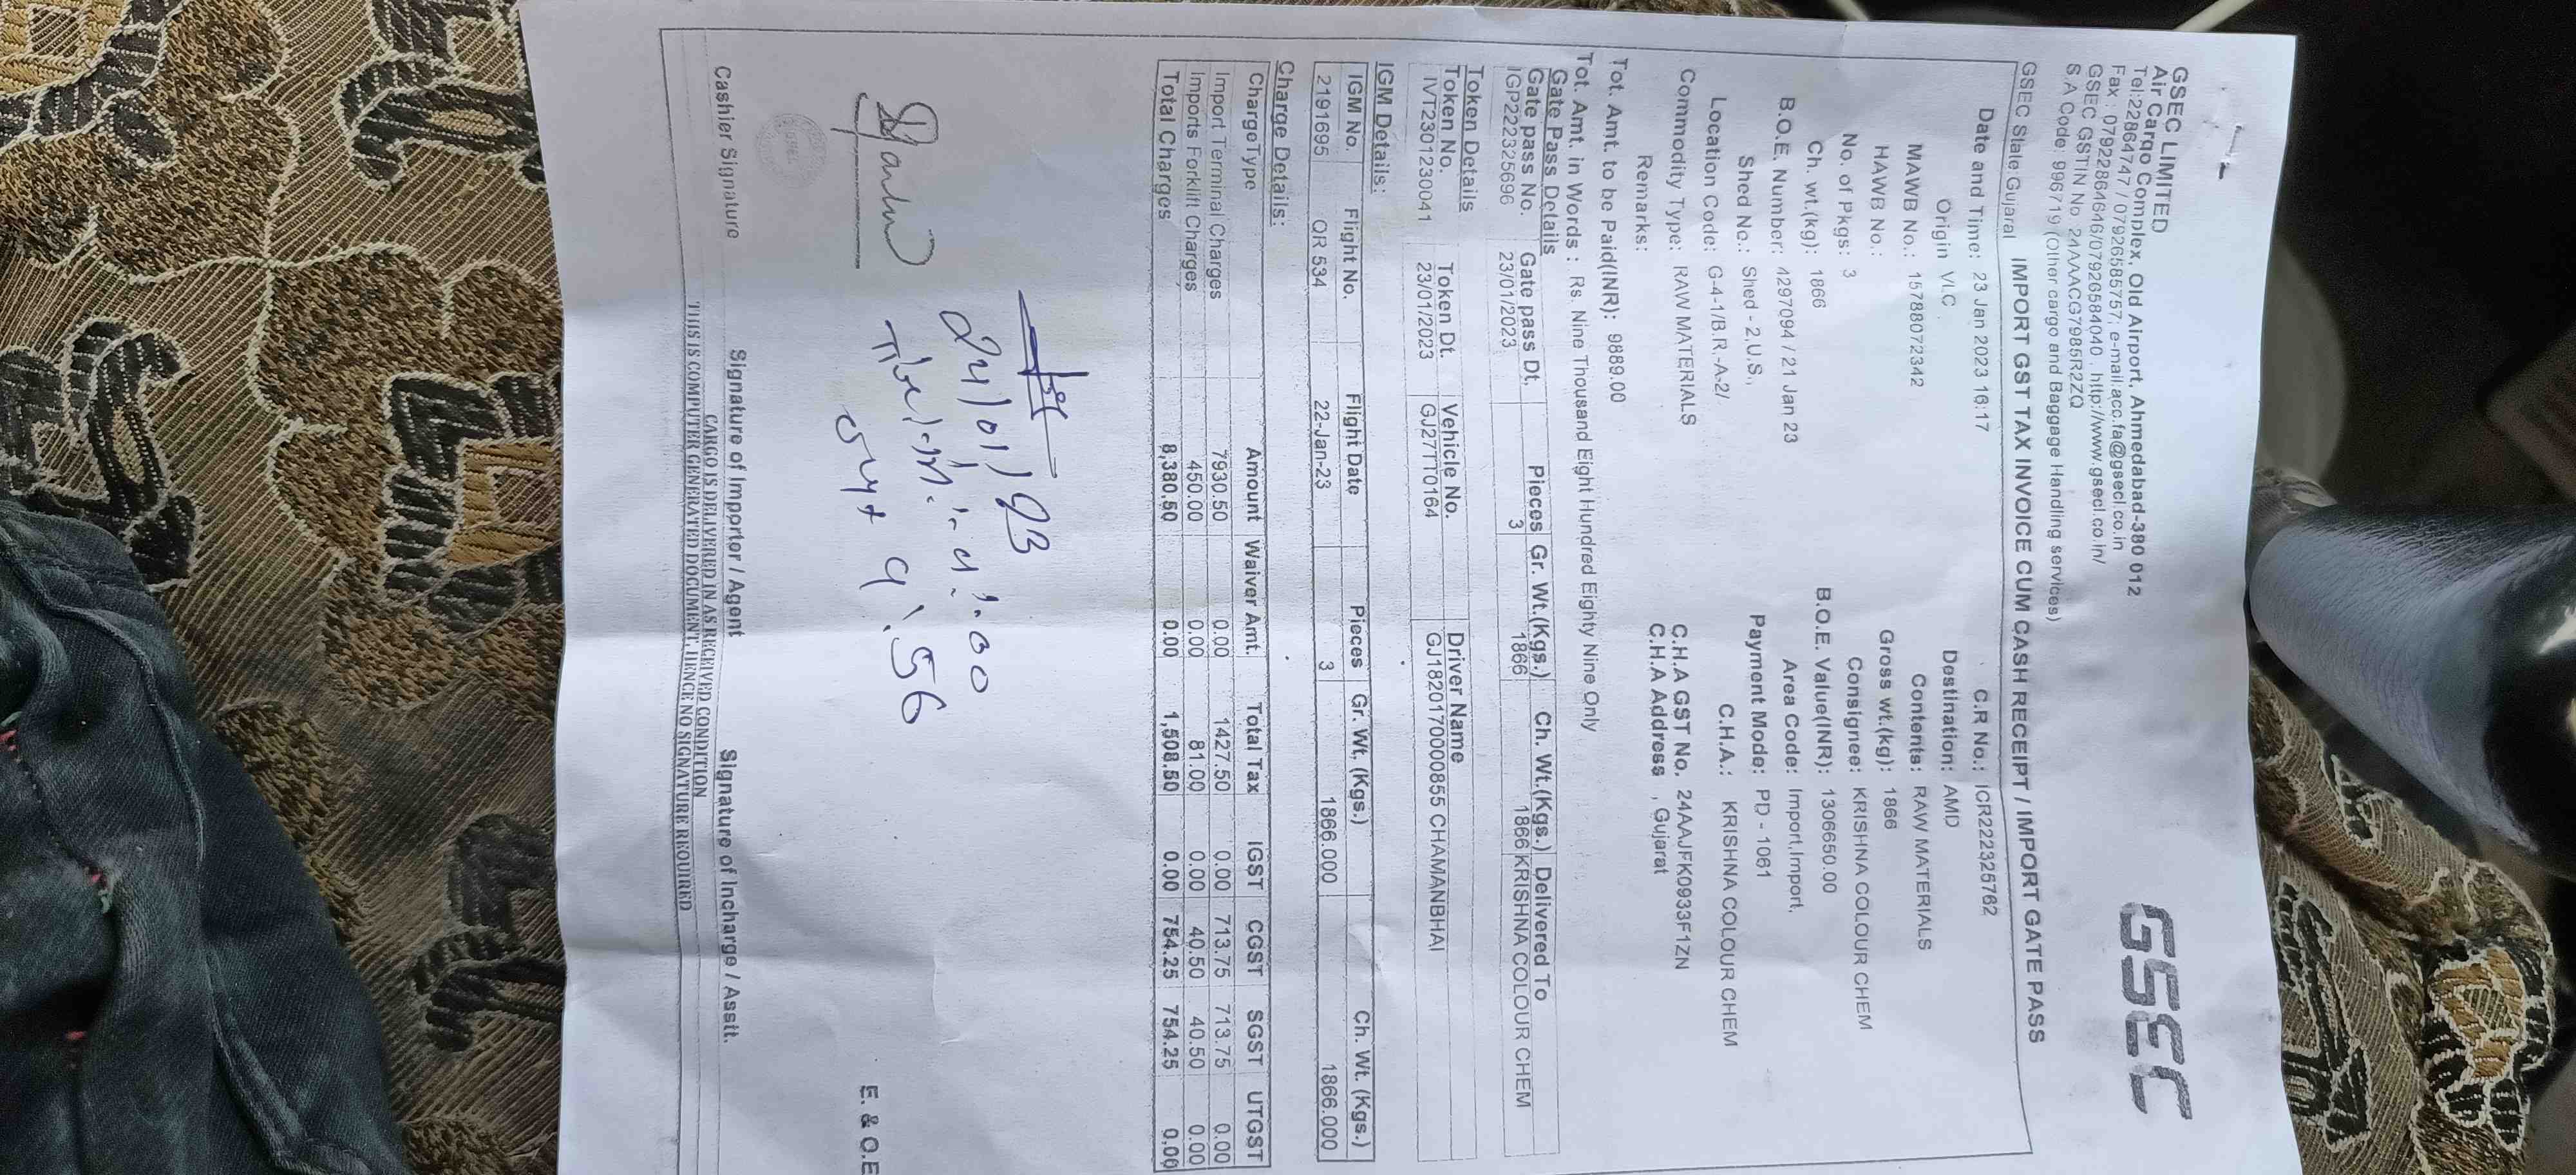 GSEC LIMITED
Air Cargo Complex, Old Airport, Ahmedabad-380 012
Tel:22864747 / 07926585757; e-mail:acc.fa@gsecl.co.in
Fax : 07922864646/07926584040 . http://www.gsecl.co.in/
GSEC GSTIN No 24AAACG7985R2ZQ
S.A Code: 996719 (Other cargo and Baggage Handling services)
GSEC
GSEC State:Gujarat IMPORT GST TAX INVOICE CUM CASH RECEIPT / IMPORT GATE PASS
Date and Time: 23 Jan 2023 16:17 C.R No.: ICR222325762
Origin VLC Destination: AMD
MAWB No.: 15788072342 Contents: RAW MATERIALS
HAWB No.: Gross wt.(kg): 1866
No. of Pkgs: 3 Consignee: KRISHNA COLOUR CHEM
Ch. wt.(kg): 1866 B.O.E. Value(INR): 1306650.00
B.O.E. Number: 4297094 / 21 Jan 23 Area Code: Import,Import,
Shed No.: Shed - 2,U.S., Payment Mode: PD - 1061
Location Code: G-4-1/B.R.-A-2/ C.H.A.: KRISHNA COLOUR CHEM
Commodity Type: RAW MATERIALS C.H.A GST No. 24AAJFK0933F1ZN
Remarks: C.H.A Address , Gujarat
Tot. Amt. to be Paid(INR): 9889.00
Tot. Amt. in Words : Rs. Nine Thousand Eight Hundred Eighty Nine Only
Gate Pass Details
Gate pass No. Gate pass Dt. Pieces Gr. Wt.(Kgs.) Ch. Wt.(Kgs.) Delivered To
IGP222325696 23/01/2023 3 1866 1866 KRISHNA COLOUR CHEM
Token Details
Token No. Token Dt. Vehicle No. Driver Name
IVT2301230041 23/01/2023 GJ27TT0164 GJ1820170000855 CHAMANBHAI
IGM Details:
IGM No. Flight No. Flight Date Pieces Gr. Wt. (Kgs.) Ch. Wt. (Kgs.)
2191695 QR 534 22-Jan-23 3 1866.000 1866.000
Charge Details:
ChargeType Amount Waiver Amt. Total Tax IGST CGST SGST UTGST
Import Terminal Charges 7930.50 0.00 1427.50 0.00 713.75 713.75 0.00
Imports Forklift Charges 450.00 0.00 81.00 0.00 40.50 40.50 0.00
Total Charges 8,380.50 0.00 1,508.50 0.00 754.25 754.25 0.00
24/01/23
out 9:56
E. & O.E
Cashier Signature Signature of Importer / Agent Signature of Incharge / Asstt.
CARGO IS DELIVERED IN AS RECEIVED CONDITION
THIS IS COMPUTER GENERATED DOCUMENT, HENCE NO SIGNATURE REQUIRED